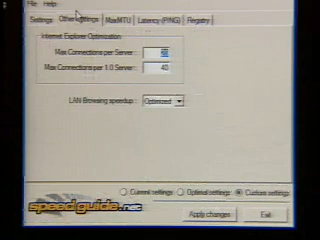 File Help
Settings Other Settings MaxMTU Latency (PING) Registry
Internet Explorer Optimization
Max Connections per Server:
Max Connections per 1.0 Server: 40
LAN Browsing speedup: Optimized
Current settings Optimal settings Custom settings
speedguide.net
Apply changes Exit